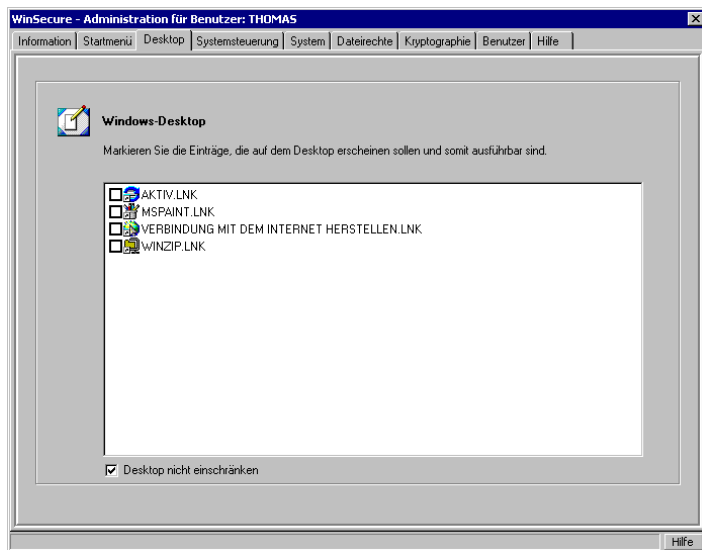 WinSecure - Administration für Benutzer: THOMAS
Information Startmenü Desktop Systemsteuerung System Dateirechte Kryptographie Benutzer Hilfe
Windows-Desktop
Markieren Sie die Einträge, die auf dem Desktop erscheinen sollen und somit ausführbar sind.
AKTIV.LNK
MSPAINT.LNK
VERBINDUNG MIT DEM INTERNET HERSTELLEN.LNK
WINZIP.LNK
Desktop nicht einschränken
Hilfe